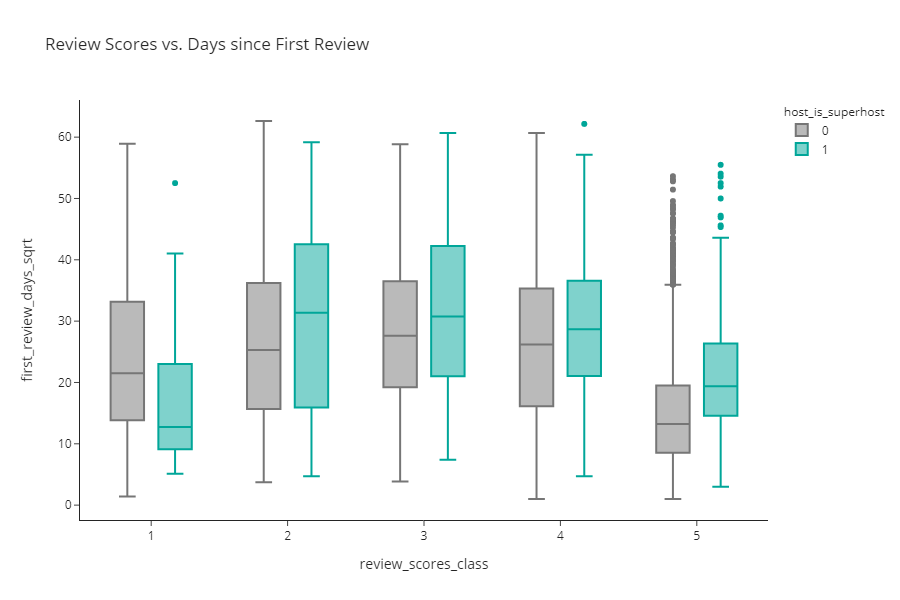 Review Scores vs. Days since First Review
host_is_superhost
0
1
60
50
40
30
20
10
0
first_review_days_sqrt
1 2 3 4 5
review_scores_class